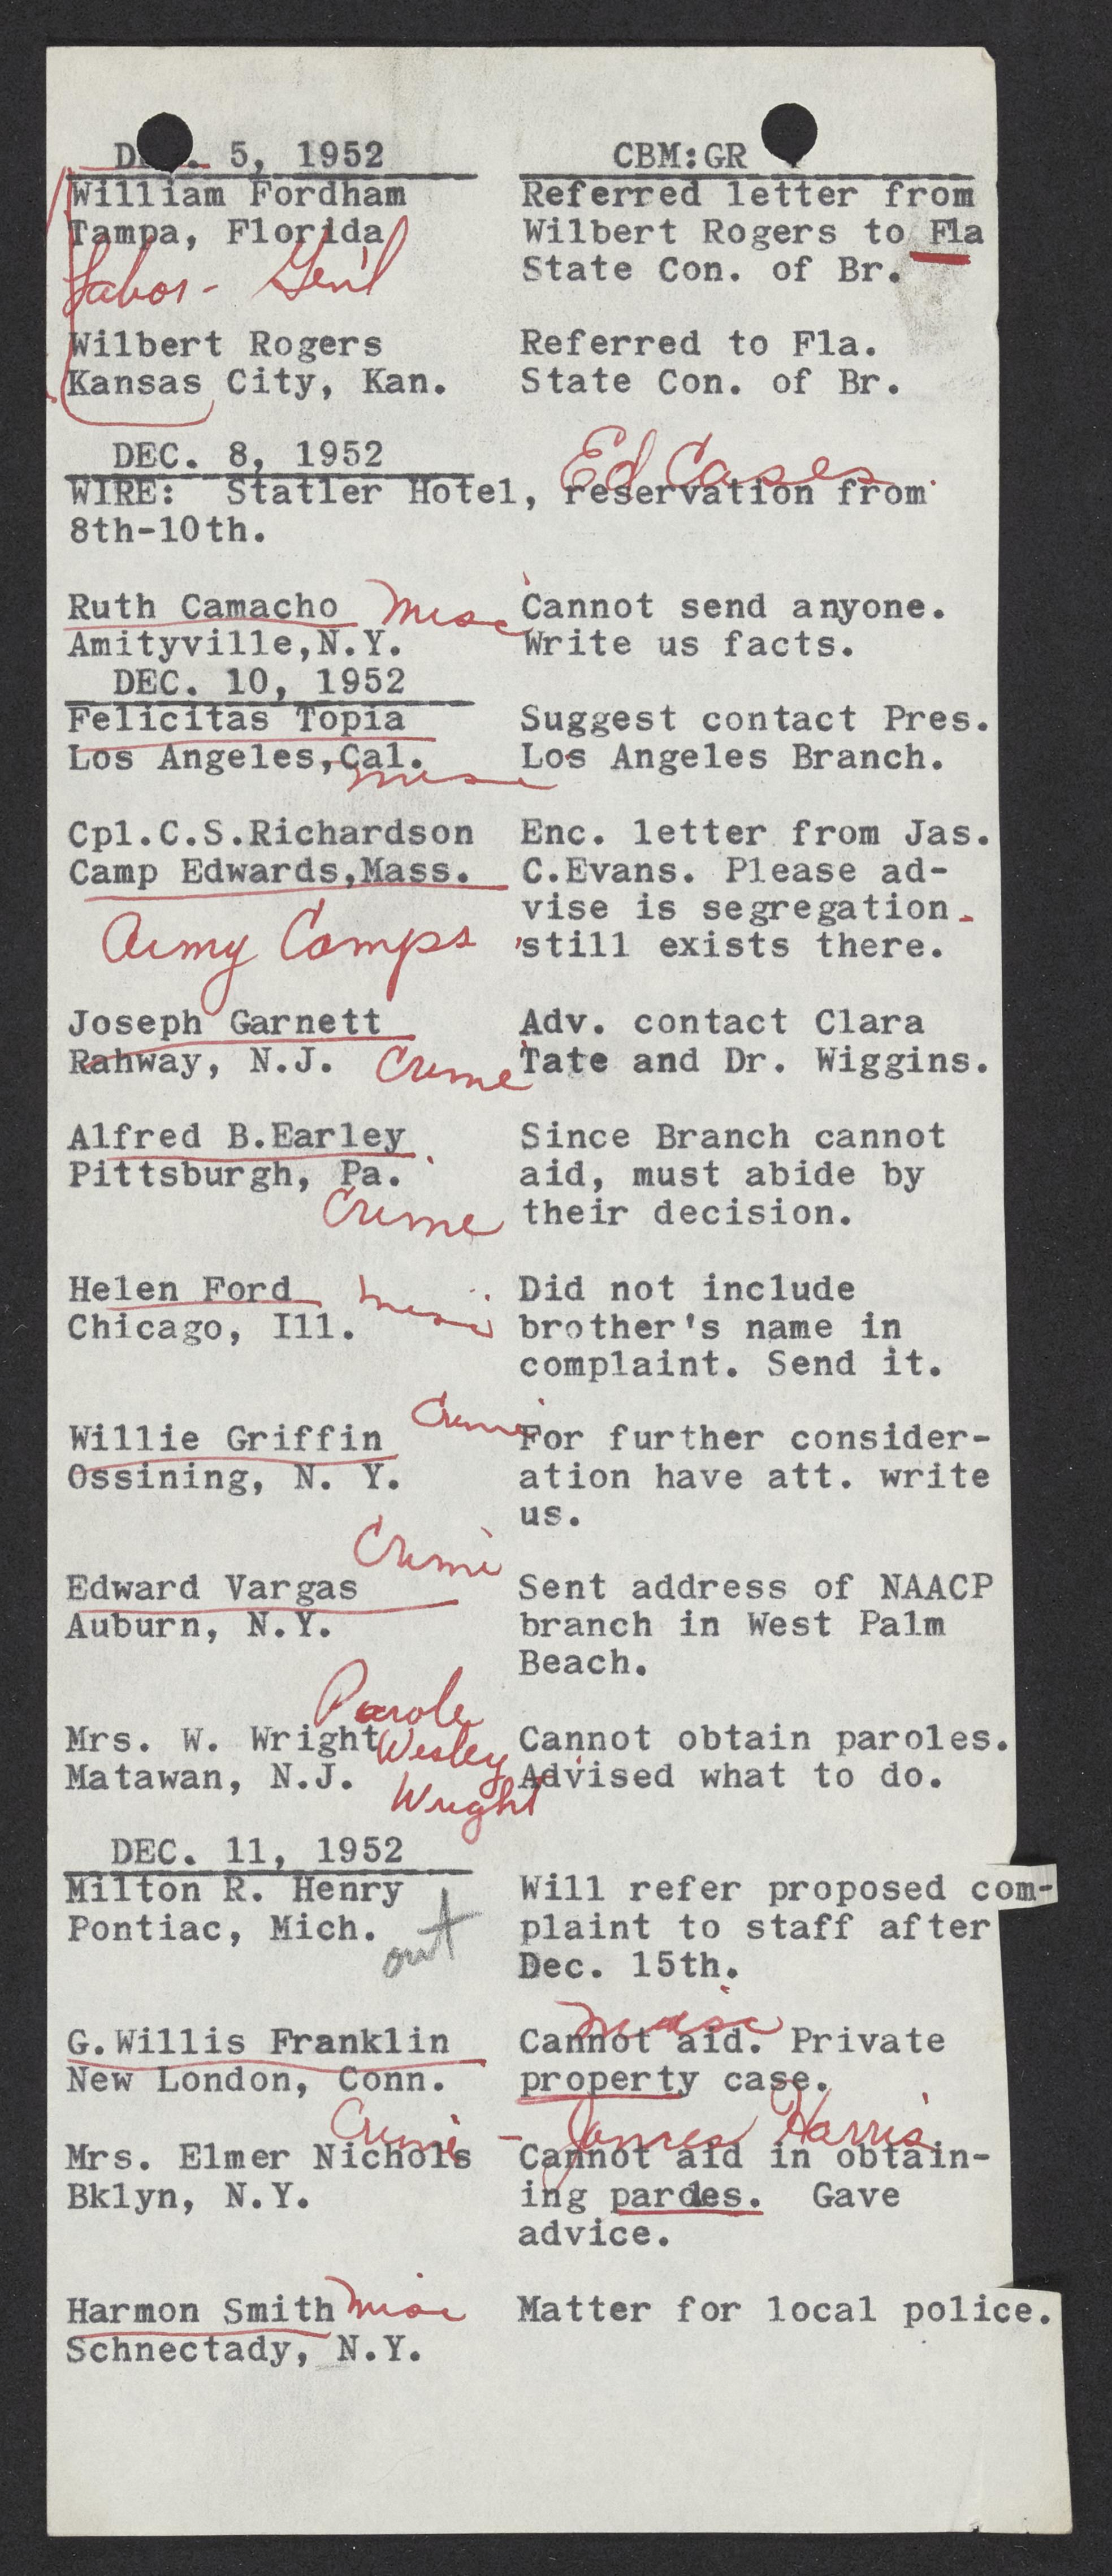 DEC. 5, 1952 CBM:GR
William Fordham Referred letter from
Tampa, Florida Wilbert Rogers to Fla
Labor - Gen'l State Con. of Br.
Wilbert Rogers Referred to Fla.
Kansas City, Kan. State Con. of Br.
DEC. 8, 1952 Ed Cases
WIRE: Statler Hotel, reservation from
8th-10th.
Ruth Camacho Misc Cannot send anyone.
Amityville,N.Y. Write us facts.
DEC. 10, 1952
Felicitas Topia Suggest contact Pres.
Los Angeles,Cal. Los Angeles Branch.
misc
Cpl.C.S.Richardson Enc. letter from Jas.
Camp Edwards,Mass. C.Evans. Please ad-
vise is segregation
Army Camps still exists there.
Joseph Garnett Adv. contact Clara
Rahway, N.J. Crime Tate and Dr. Wiggins.
Alfred B.Earley Since Branch cannot
Pittsburgh, Pa. aid, must abide by
Crime their decision.
Helen Ford misc Did not include
Chicago, Ill. brother's name in
complaint. Send it.
Crime
Willie Griffin For further consider-
Ossining, N. Y. ation have att. write
us.
Crime
Edward Vargas Sent address of NAACP
Auburn, N.Y. branch in West Palm
Beach.
Parole
Mrs. W. Wright Wesley Cannot obtain paroles.
Matawan, N.J. Wright Advised what to do.
DEC. 11, 1952
Milton R. Henry Will refer proposed com-
Pontiac, Mich. out plaint to staff after
Dec. 15th.
misc
G.Willis Franklin Cannot aid. Private
New London, Conn. property case.
Crime - James Harris
Mrs. Elmer Nichols Cannot aid in obtain-
Bklyn, N.Y. ing paroles. Gave
advice.
Harmon Smith Misc Matter for local police.
Schnectady, N.Y.